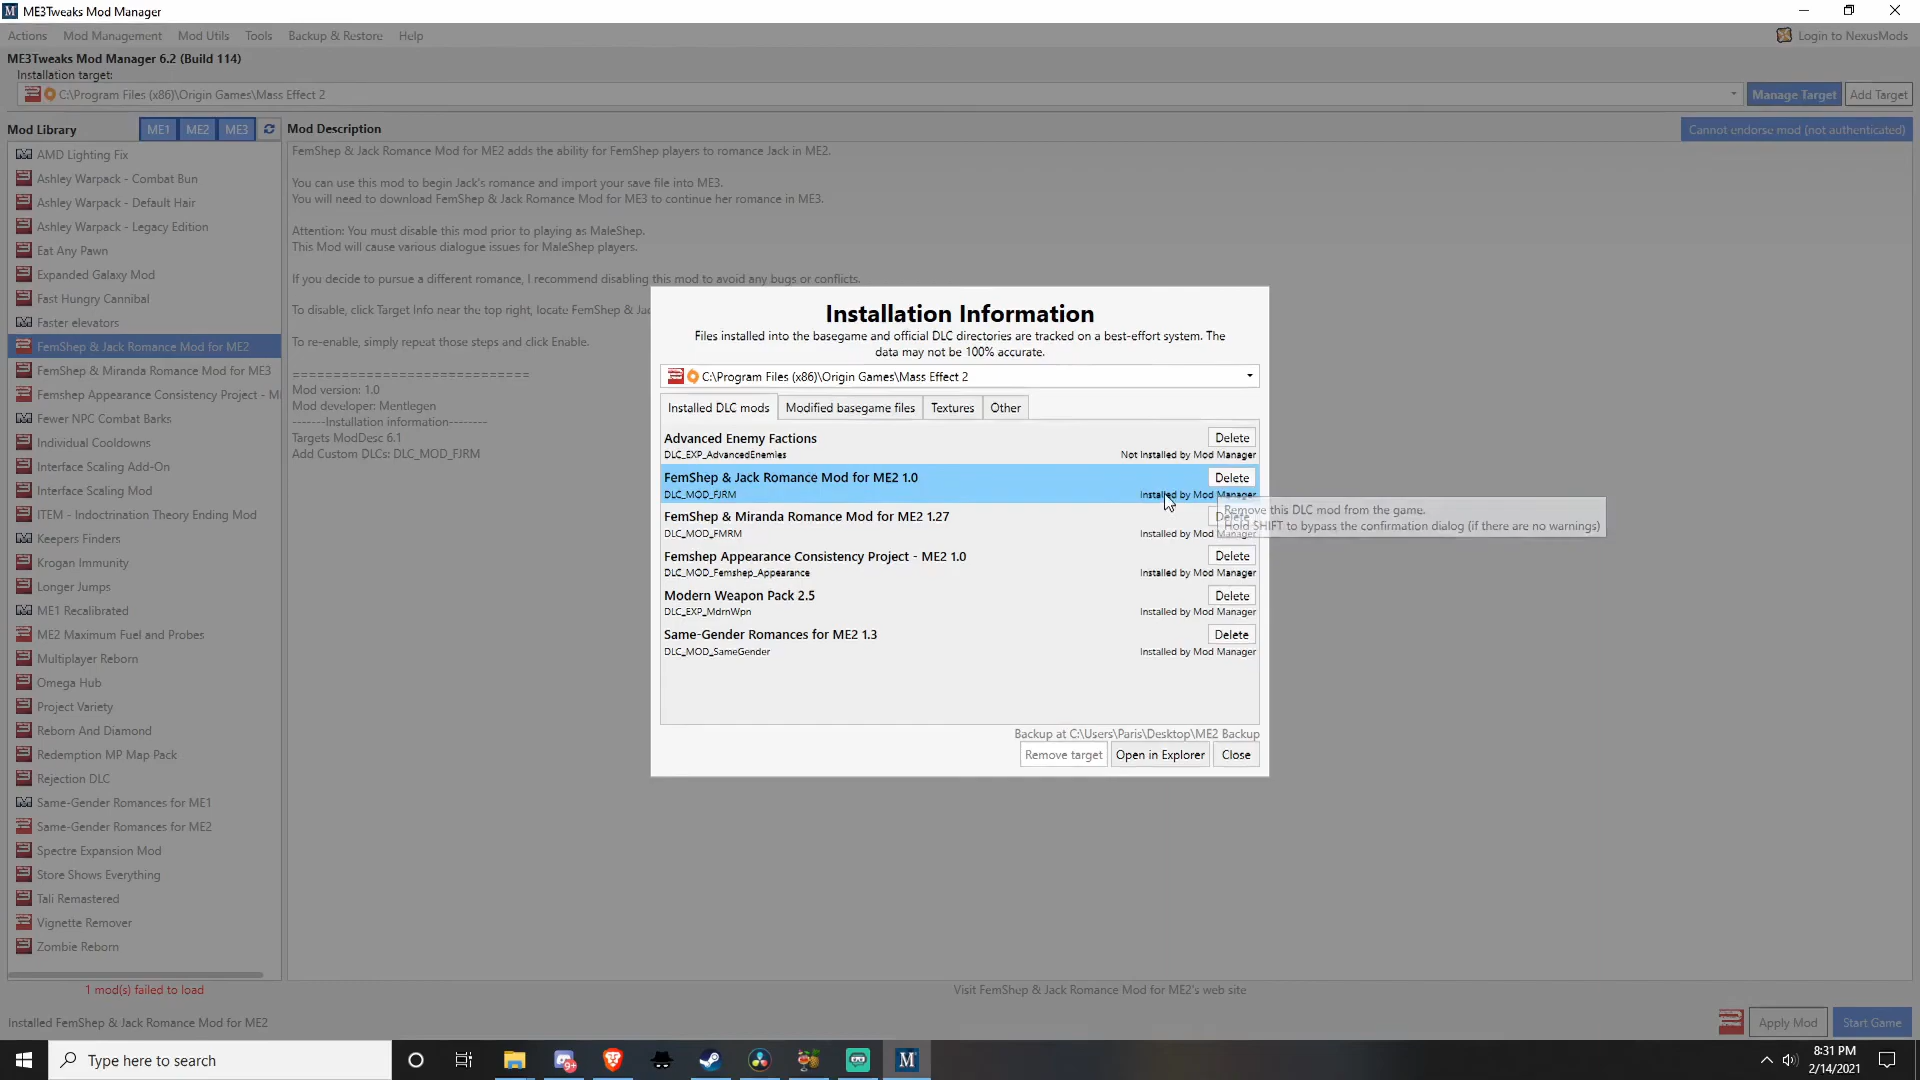 ME3Tweaks Mod Manager
Actions Mod Management Mod Utils Tools Backup & Restore Help
Login to NexusMods
ME3Tweaks Mod Manager 6.2 (Build 114)
Installation target:
C:\Program Files (x86)\Origin Games\Mass Effect 2
Manage Target Add Target
Mod Library ME1 ME2 ME3
Mod Description
Cannot endorse mod (not authenticated)
AMD Lighting Fix
Ashley Warpack - Combat Bun
Ashley Warpack - Default Hair
Ashley Warpack - Legacy Edition
Eat Any Pawn
Expanded Galaxy Mod
Fast Hungry Cannibal
Faster elevators
FemShep & Jack Romance Mod for ME2
FemShep & Miranda Romance Mod for ME3
Femshep Appearance Consistency Project - M
Fewer NPC Combat Barks
Individual Cooldowns
Interface Scaling Add-On
Interface Scaling Mod
ITEM - Indoctrination Theory Ending Mod
Keepers Finders
Krogan Immunity
Longer Jumps
ME1 Recalibrated
ME2 Maximum Fuel and Probes
Multiplayer Reborn
Omega Hub
Project Variety
Reborn And Diamond
Redemption MP Map Pack
Rejection DLC
Same-Gender Romances for ME1
Same-Gender Romances for ME2
Spectre Expansion Mod
Store Shows Everything
Tali Remastered
Vignette Remover
Zombie Reborn
1 mod(s) failed to load
Installed FemShep & Jack Romance Mod for ME2
FemShep & Jack Romance Mod for ME2 adds the ability for FemShep players to romance Jack in ME2.
You can use this mod to begin Jack's romance and import your save file into ME3.
You will need to download FemShep & Jack Romance Mod for ME3 to continue her romance in ME3.
Attention: You must disable this mod prior to playing as MaleShep.
This Mod will cause various dialogue issues for MaleShep players.
If you decide to pursue a different romance, I recommend disabling this mod to avoid any bugs or conflicts.
To disable, click Target Info near the top right, locate FemShep & Jac
To re-enable, simply repeat those steps and click Enable.
============================
Mod version: 1.0
Mod developer: Mentlegen
-------Installation information--------
Targets ModDesc 6.1
Add Custom DLCs: DLC_MOD_FJRM
Installation Information
Files installed into the basegame and official DLC directories are tracked on a best-effort system. The
data may not be 100% accurate.
C:\Program Files (x86)\Origin Games\Mass Effect 2
Installed DLC mods Modified basegame files Textures Other
Advanced Enemy Factions Delete
DLC_EXP_AdvancedEnemies Not Installed by Mod Manager
FemShep & Jack Romance Mod for ME2 1.0 Delete
DLC_MOD_FJRM Installed by Mod Manager
FemShep & Miranda Romance Mod for ME2 1.27 Delete
DLC_MOD_FMRM Installed by Mod Manager
Remove this DLC mod from the game.
Hold SHIFT to bypass the confirmation dialog (if there are no warnings)
Femshep Appearance Consistency Project - ME2 1.0 Delete
DLC_MOD_Femshep_Appearance Installed by Mod Manager
Modern Weapon Pack 2.5 Delete
DLC_EXP_MdrnWpn Installed by Mod Manager
Same-Gender Romances for ME2 1.3 Delete
DLC_MOD_SameGender Installed by Mod Manager
Backup at C:\Users\Paris\Desktop\ME2 Backup
Remove target Open in Explorer Close
Visit FemShep & Jack Romance Mod for ME2's web site
Apply Mod Start Game
Type here to search
9+
8:31 PM
2/14/2021